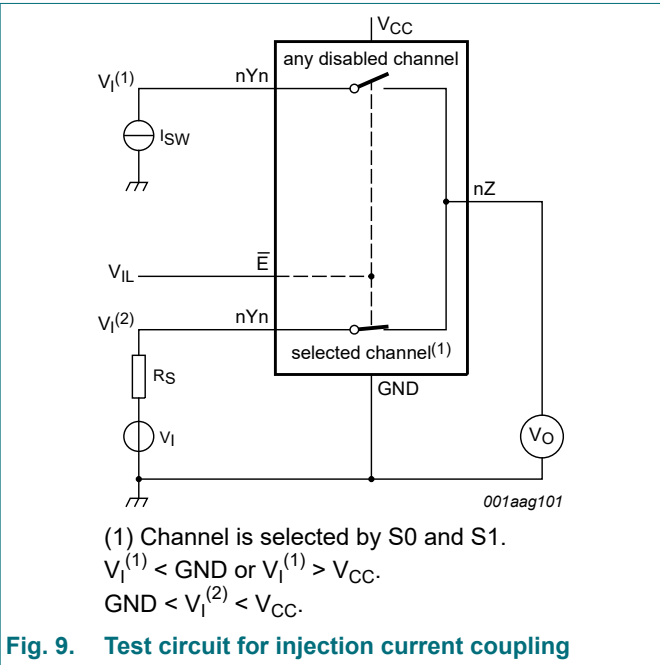 VCC
any disabled channel
VI(1)
nYn
ISW
nZ
VIL
E̅
VI(2)
nYn
selected channel(1)
RS
GND
VI
VO
001aag101
(1) Channel is selected by S0 and S1.
VI(1) < GND or VI(1) > VCC.
GND < VI(2) < VCC.
Fig. 9. Test circuit for injection current coupling